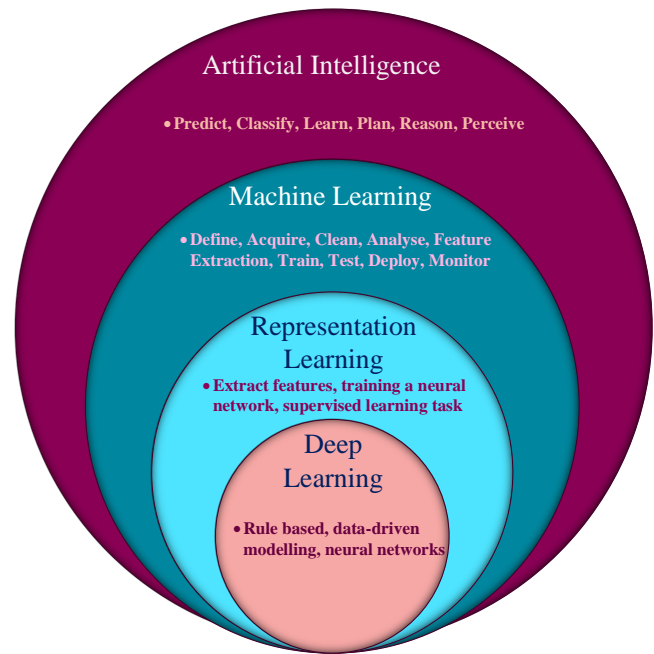 Artificial Intelligence
• Predict, Classify, Learn, Plan, Reason, Perceive
Machine Learning
• Define, Acquire, Clean, Analyse, Feature
Extraction, Train, Test, Deploy, Monitor
Representation
Learning
• Extract features, training a neural
network, supervised learning task
Deep
Learning
• Rule based, data-driven
modelling, neural networks